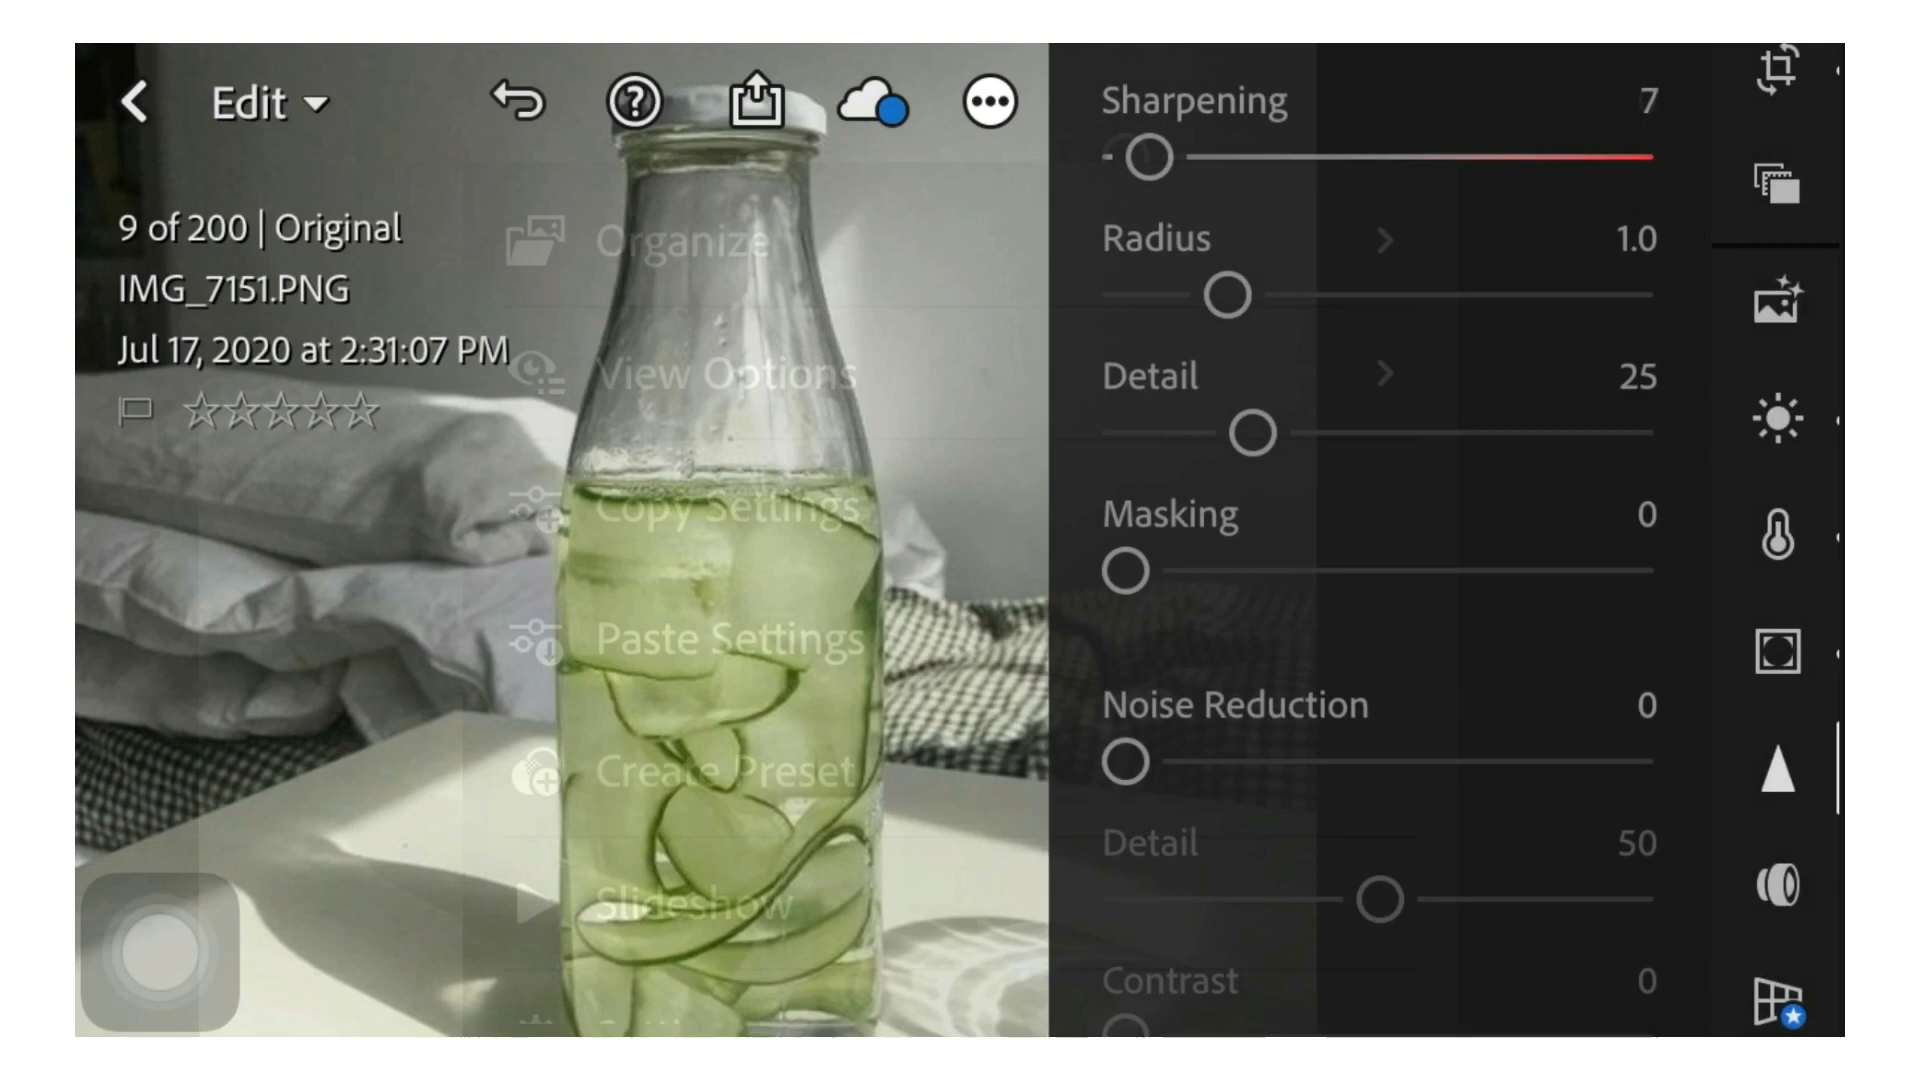 Edit
9 of 200 | Original
IMG_7151.PNG
Jul 17, 2020 at 2:31:07 PM
Organize
View Options
Copy Settings
Paste Settings
Create Preset
Slideshow
Sharpening 7
Radius 1.0
Detail 25
Masking 0
Noise Reduction 0
Detail 50
Contrast 0